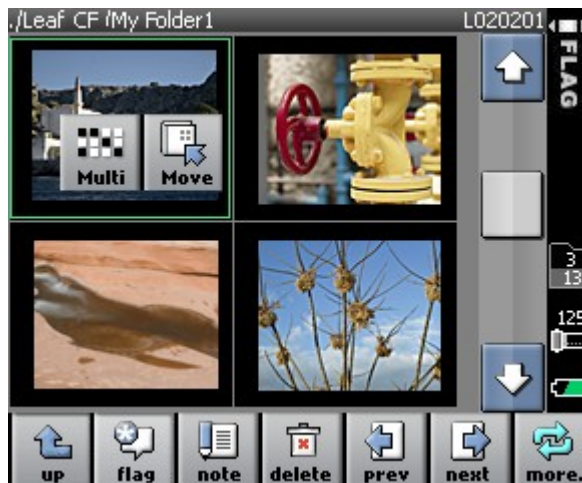 ./Leaf CF /My Folder1 L020201
FLAG
Multi Move
3
13
125
up flag note delete prev next more